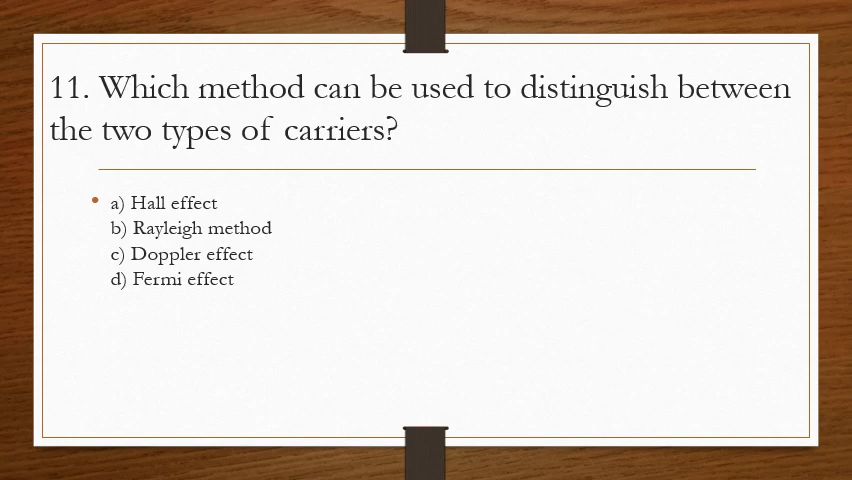 11. Which method can be used to distinguish between
the two types of carriers?
• a) Hall effect
b) Rayleigh method
c) Doppler effect
d) Fermi effect